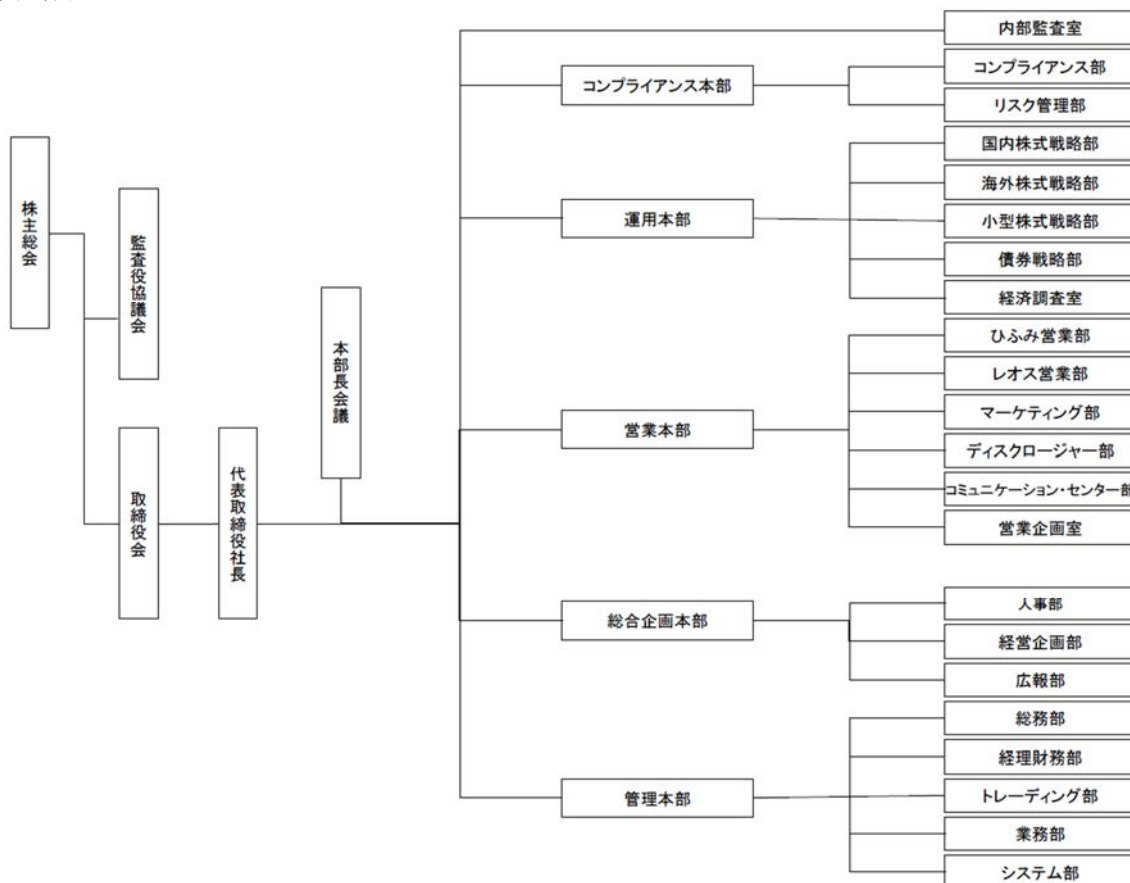 株主総会
監査役協議会
取締役会
代表取締役社長
本部長会議
内部監査室
コンプライアンス本部
コンプライアンス部
リスク管理部
運用本部
国内株式戦略部
海外株式戦略部
小型株式戦略部
債券戦略部
経済調査室
営業本部
ひふみ営業部
レオス営業部
マーケティング部
ディスクロージャー部
コミュニケーション・センター部
営業企画室
総合企画本部
人事部
経営企画部
広報部
管理本部
総務部
経理財務部
トレーディング部
業務部
システム部